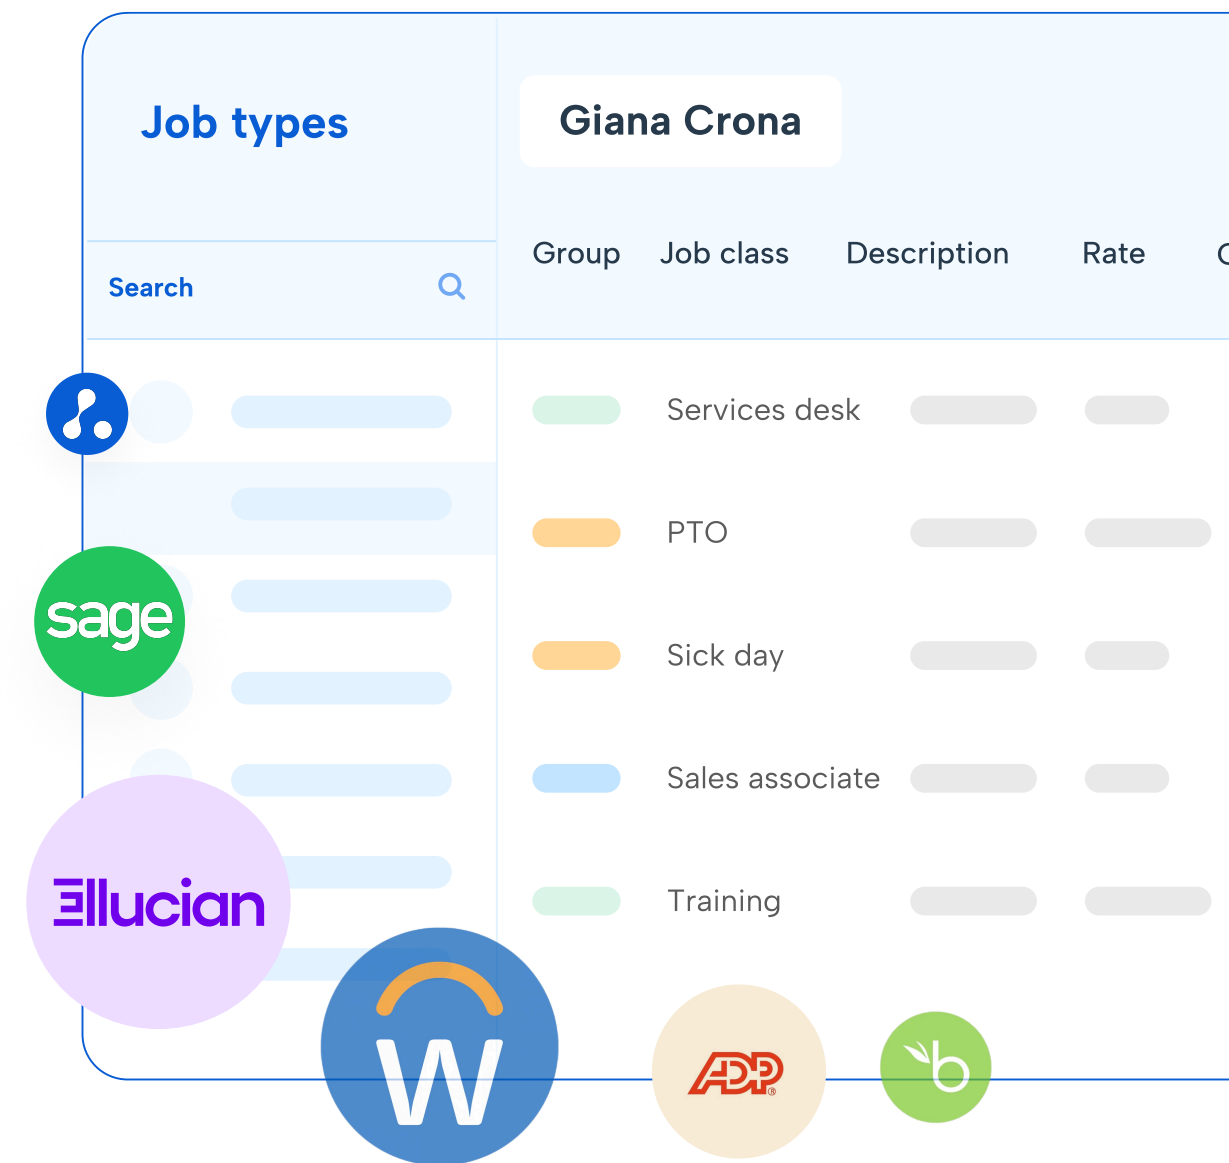 Job types
Giana Crona
Group Job class Description Rate
Search
Services desk
PTO
sage
Sick day
Sales associate
Ellucian
Training
W
ADP®
b